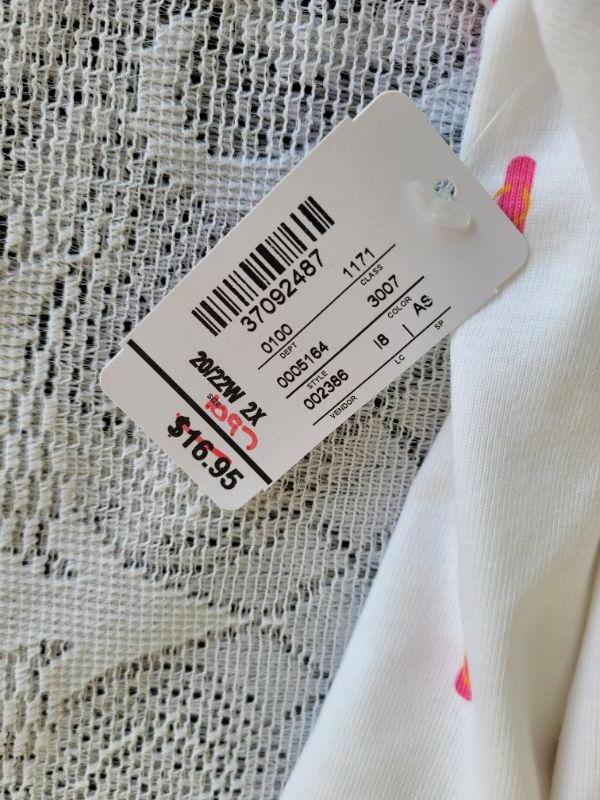 37092487
0100 1171
DEPT CLASS
0005164 3007
STYLE COLOR
002386 18 AS
VENDOR LC SP
20/22W 2X
SIZE
$16.95